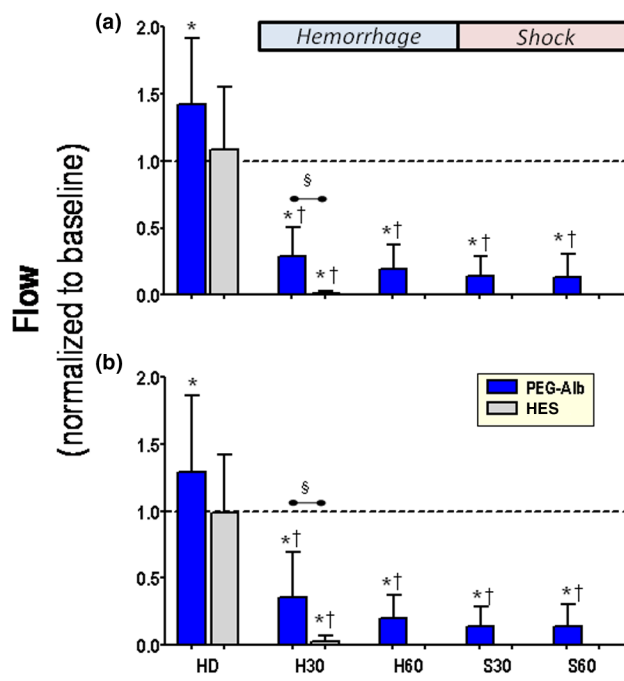 (a)
Hemorrhage
Shock
*
2.0
1.5
1.0
0.5
0.0
§
*†
*†
*†
*†
*†
Flow
(normalized to baseline)
(b)
PEG-Alb
HES
*
2.0
1.5
1.0
0.5
0.0
§
*†
*†
*†
*†
*†
HD
H30
H60
S30
S60